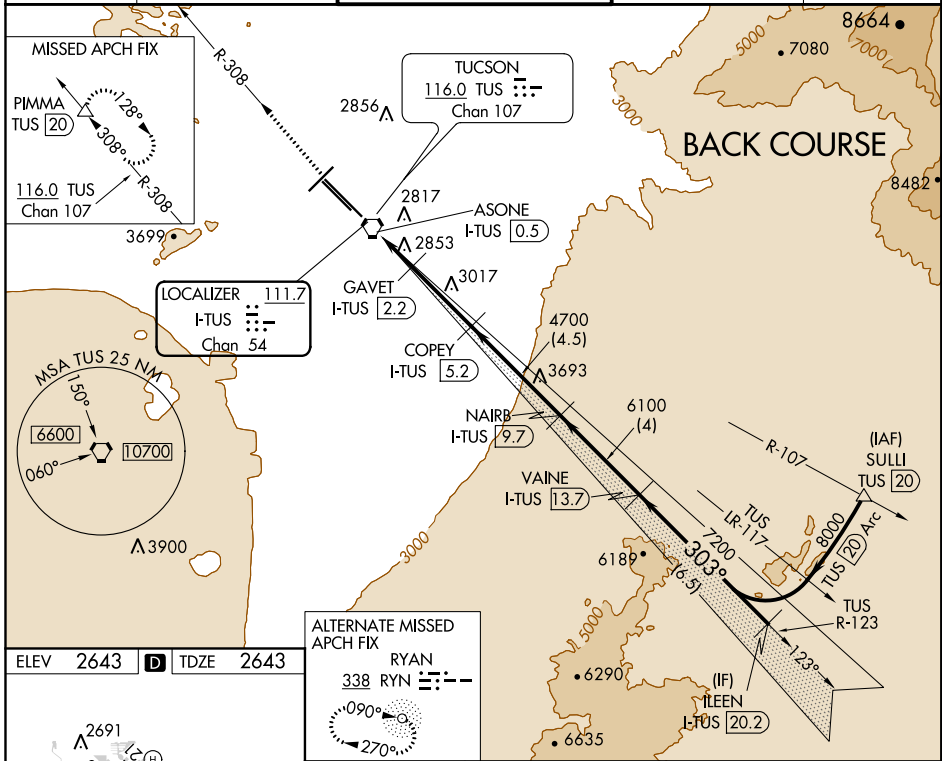 MISSED APCH FIX
PIMMA
TUS 20
128°
308°
R-308
116.0 TUS
Chan 107
R-308
TUCSON
116.0 TUS
Chan 107
2856
8664
7000
5000
7080
3000
BACK COURSE
8482
2817
ASONE
I-TUS 0.5
2853
3699
GAVET
I-TUS 2.2
3017
LOCALIZER 111.7
I-TUS
Chan 54
COPEY
I-TUS 5.2
4700
(4.5)
3693
MSA TUS 25 NM
150°
6600
10700
060°
NAIRB
I-TUS 9.7
6100
(4)
R-107
(IAF)
SULLI
TUS 20
VAINE
I-TUS 13.7
TUS
LR-117
8000
TUS 20 Arc
3900
3000
7200
303°
(6.5)
6189
TUS
R-123
5000
123°
6290
(IF)
ILEEN
I-TUS 20.2
6635
ALTERNATE MISSED
APCH FIX
RYAN
338 RYN
090°
270°
ELEV 2643 D TDZE 2643
2691
21
H